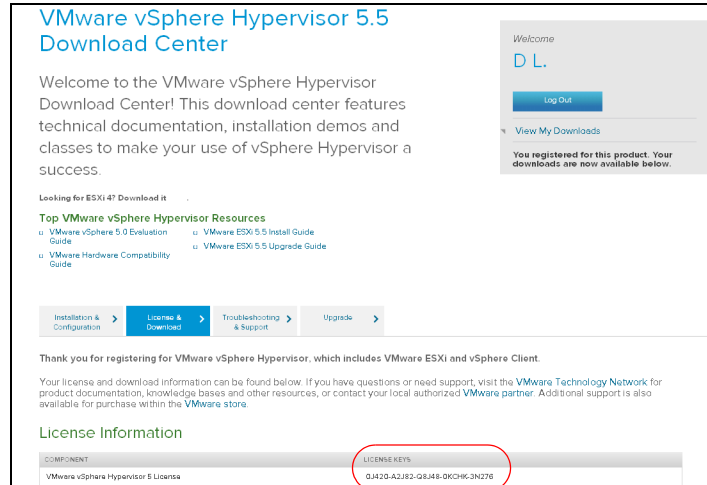 VMware vSphere Hypervisor 5.5
Download Center
Welcome to the VMware vSphere Hypervisor
Download Center! This download center features
technical documentation, installation demos and
classes to make your use of vSphere Hypervisor a
success.
Looking for ESXi 4? Download it .
Top VMware vSphere Hypervisor Resources
VMware vSphere 5.0 Evaluation
Guide
VMware Hardware Compatibility
Guide
VMware ESXi 5.5 Install Guide
VMware ESXi 5.5 Upgrade Guide
Welcome
D L.
Log Out
View My Downloads
You registered for this product. Your
downloads are now available below.
Installation &
Configuration
License &
Download
Troubleshooting
& Support
Upgrade
Thank you for registering for VMware vSphere Hypervisor, which includes VMware ESXi and vSphere Client.
Your license and download information can be found below. If you have questions or need support, visit the VMware Technology Network for
product documentation, knowledge bases and other resources, or contact your local authorized VMware partner. Additional support is also
available for purchase within the VMware store.
License Information
COMPONENT LICENSE KEYS
VMware vSphere Hypervisor 5 License 0J420-A2J82-Q8J48-0KCHK-3N276